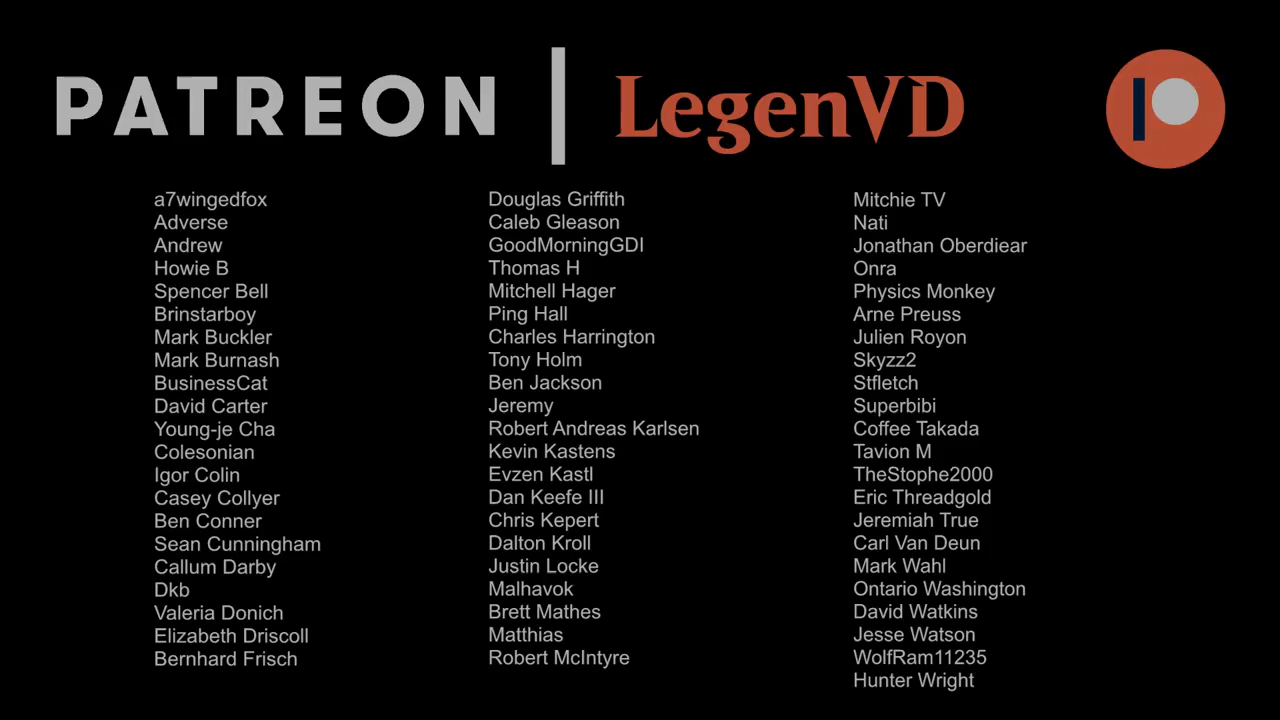 PATREON | LegenVD
a7wingedfox
Adverse
Andrew
Howie B
Spencer Bell
Brinstarboy
Mark Buckler
Mark Burnash
BusinessCat
David Carter
Young-je Cha
Colesonian
Igor Colin
Casey Collyer
Ben Conner
Sean Cunningham
Callum Darby
Dkb
Valeria Donich
Elizabeth Driscoll
Bernhard Frisch
Douglas Griffith
Caleb Gleason
GoodMorningGDI
Thomas H
Mitchell Hager
Ping Hall
Charles Harrington
Tony Holm
Ben Jackson
Jeremy
Robert Andreas Karlsen
Kevin Kastens
Evzen Kastl
Dan Keefe III
Chris Kepert
Dalton Kroll
Justin Locke
Malhavok
Brett Mathes
Matthias
Robert McIntyre
Mitchie TV
Nati
Jonathan Oberdiear
Onra
Physics Monkey
Arne Preuss
Julien Royon
Skyzz2
Stfletch
Superbibi
Coffee Takada
Tavion M
TheStophe2000
Eric Threadgold
Jeremiah True
Carl Van Deun
Mark Wahl
Ontario Washington
David Watkins
Jesse Watson
WolfRam11235
Hunter Wright